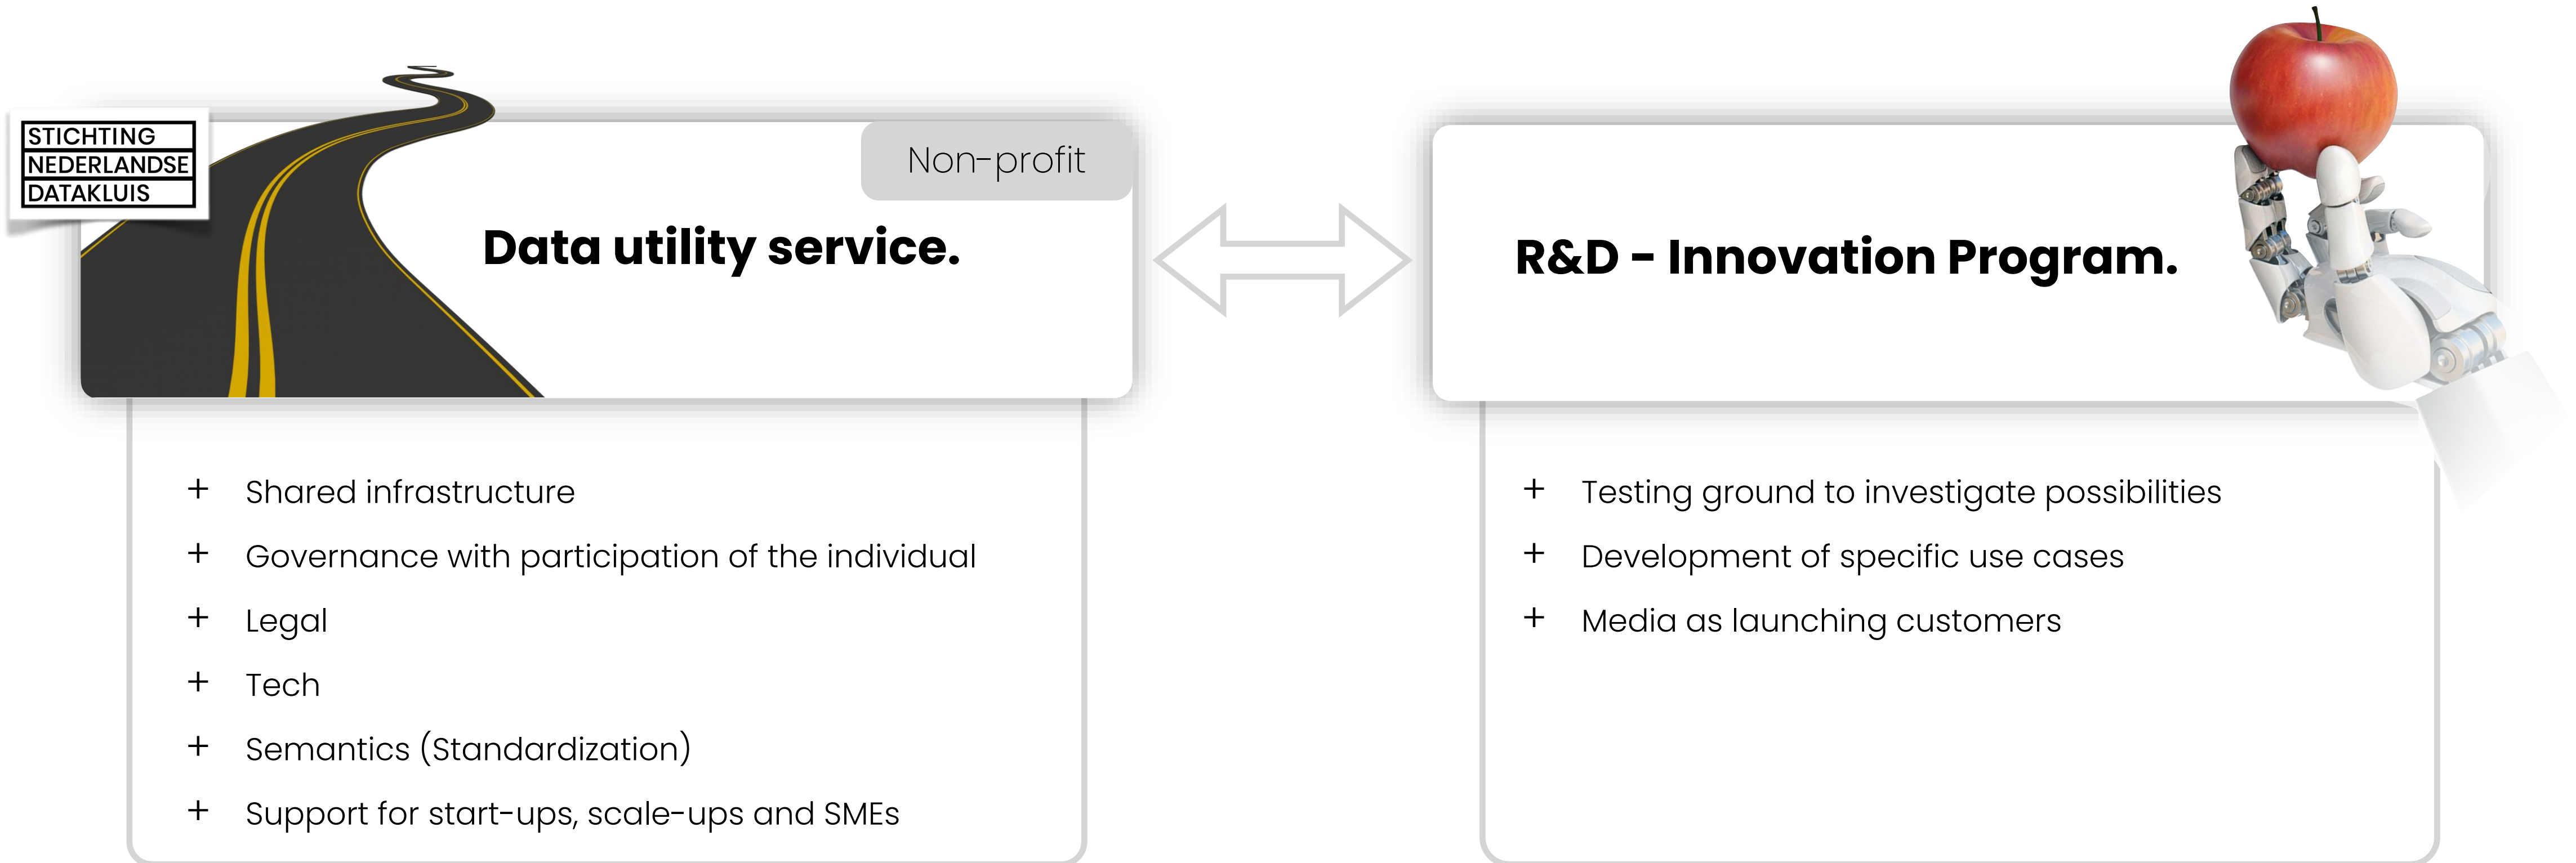 STICHTING
NEDERLANDSE
DATAKLUIS
Non-profit
Data utility service.
+ Shared infrastructure
+ Governance with participation of the individual
+ Legal
+ Tech
+ Semantics (Standardization)
+ Support for start-ups, scale-ups and SMEs
R&D - Innovation Program.
+ Testing ground to investigate possibilities
+ Development of specific use cases
+ Media as launching customers